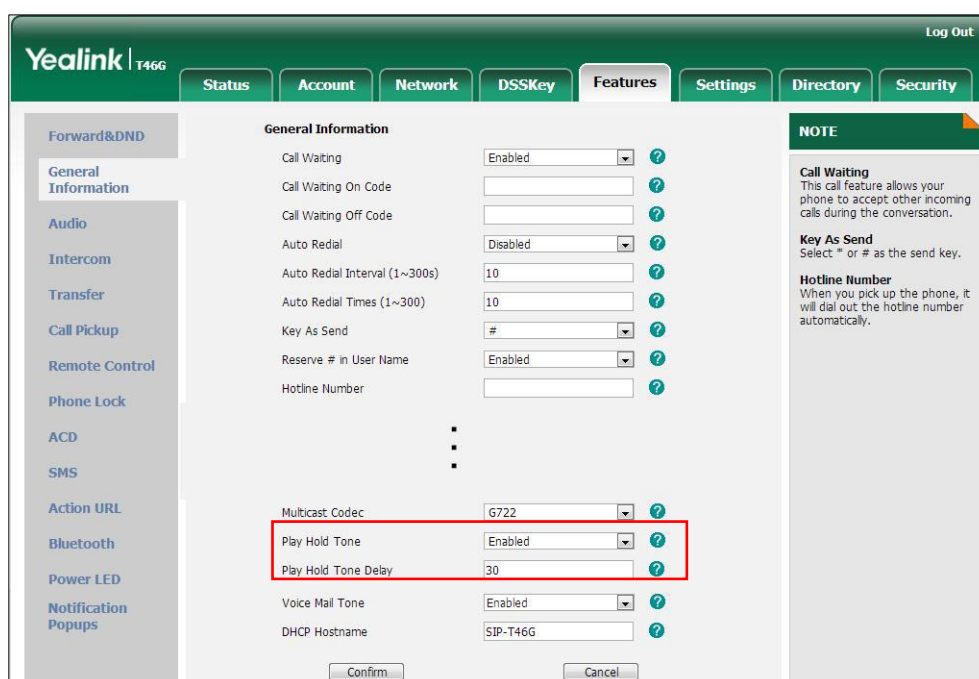 Log Out
Yealink T46G
Status Account Network DSSKey Features Settings Directory Security
Forward&DND
General
Information
Audio
Intercom
Transfer
Call Pickup
Remote Control
Phone Lock
ACD
SMS
Action URL
Bluetooth
Power LED
Notification
Popups
General Information
Call Waiting Enabled ?
Call Waiting On Code ?
Call Waiting Off Code ?
Auto Redial Disabled ?
Auto Redial Interval (1~300s) 10 ?
Auto Redial Times (1~300) 10 ?
Key As Send # ?
Reserve # in User Name Enabled ?
Hotline Number ?
Multicast Codec G722 ?
Play Hold Tone Enabled ?
Play Hold Tone Delay 30 ?
Voice Mail Tone Enabled ?
DHCP Hostname SIP-T46G ?
Confirm Cancel
NOTE
Call Waiting
This call feature allows your
phone to accept other incoming
calls during the conversation.
Key As Send
Select * or # as the send key.
Hotline Number
When you pick up the phone, it
will dial out the hotline number
automatically.